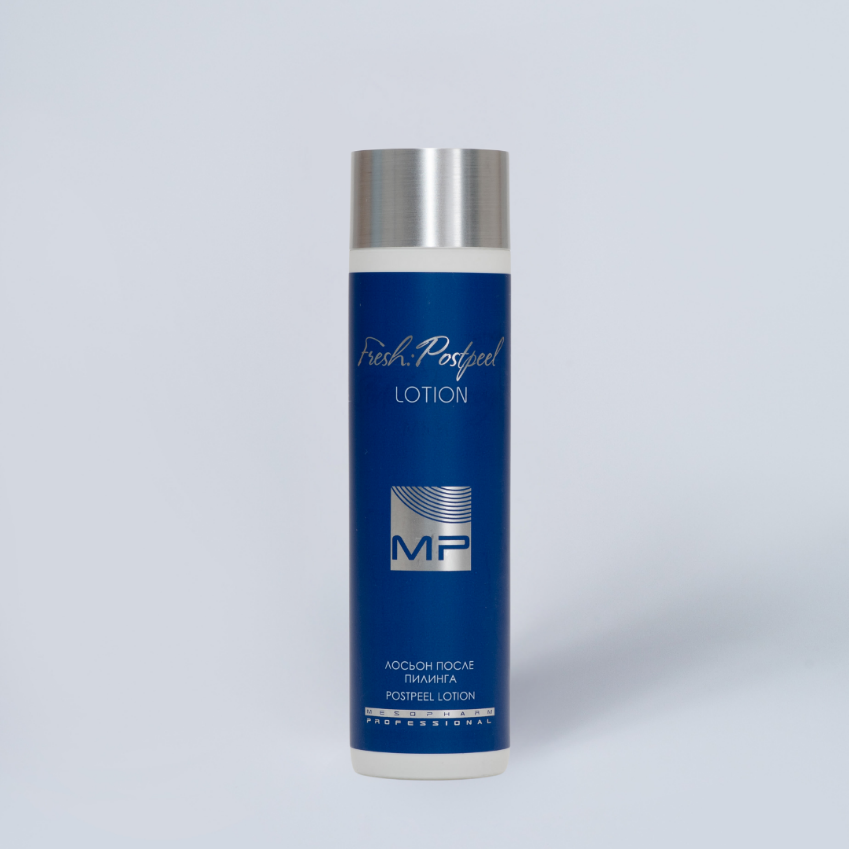 Fresh: Postpeel
LOTION
MP
ЛОСЬОН ПОСЛЕ
ПИЛИНГА
POSTPEEL LOTION
MESOPHARM
PROFESSIONAL